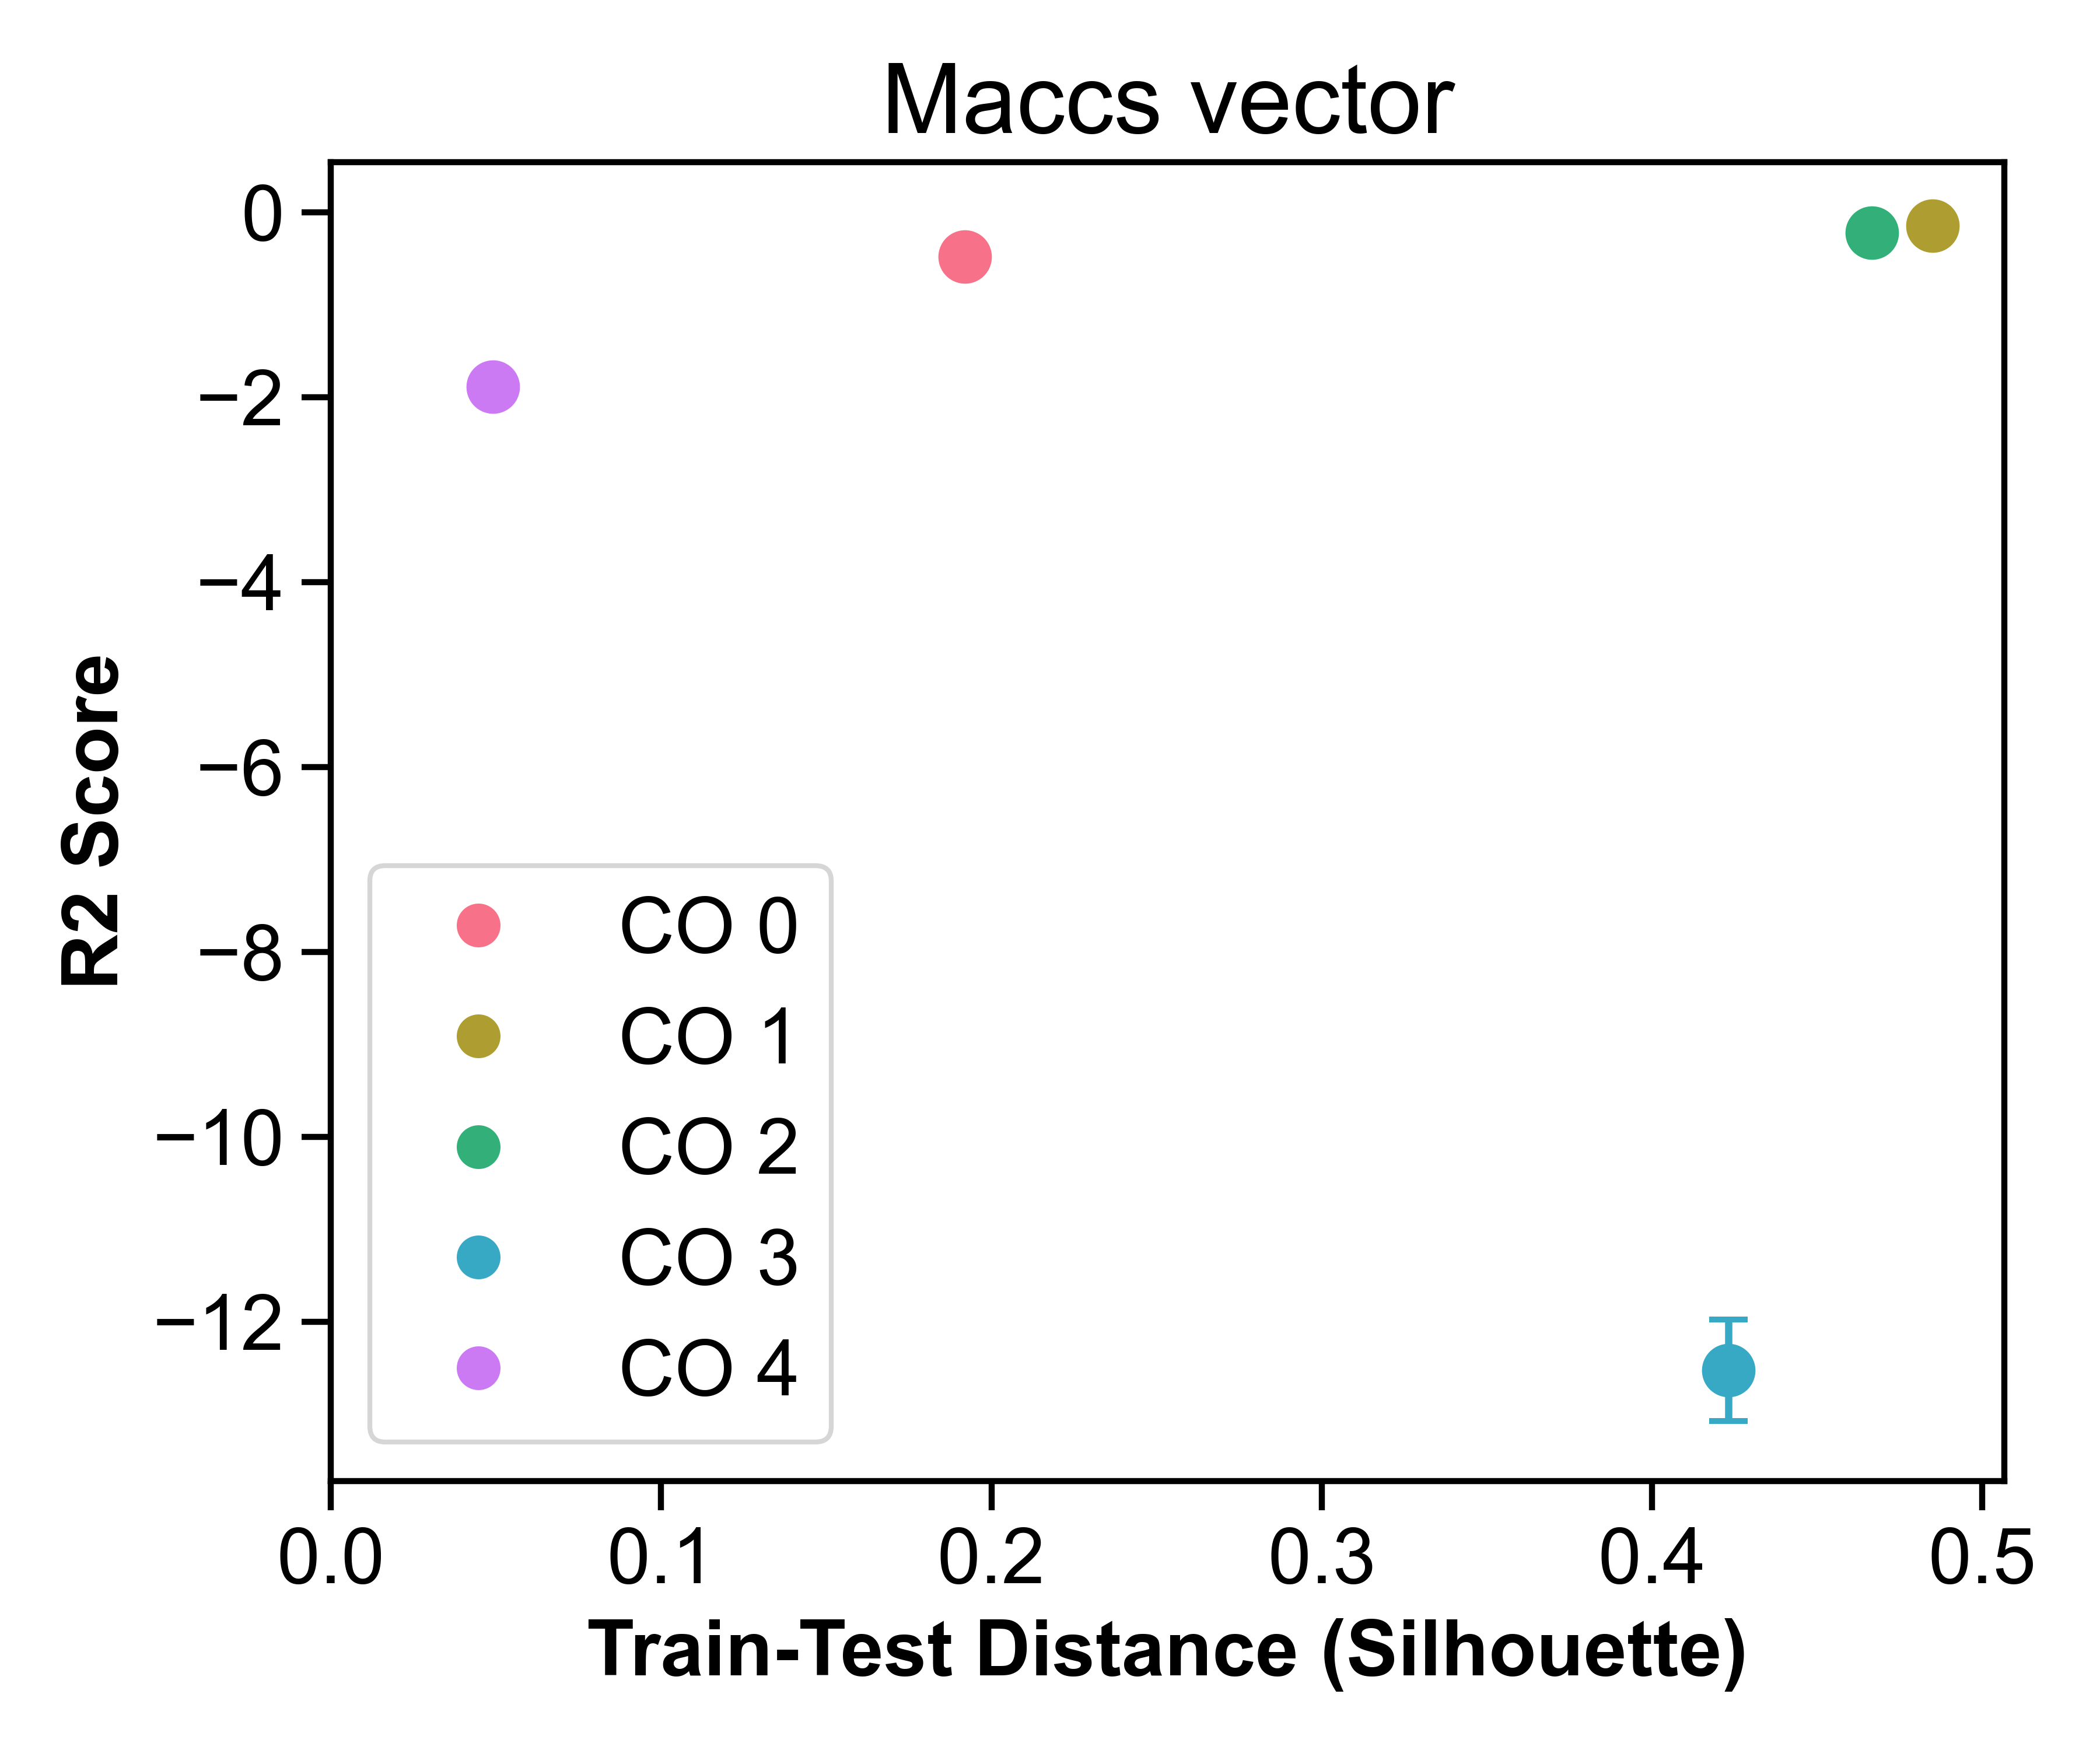 Maccs vector
R2 Score
0
−2
−4
−6
−8
−10
−12
CO 0
CO 1
CO 2
CO 3
CO 4
0.0 0.1 0.2 0.3 0.4 0.5
Train-Test Distance (Silhouette)